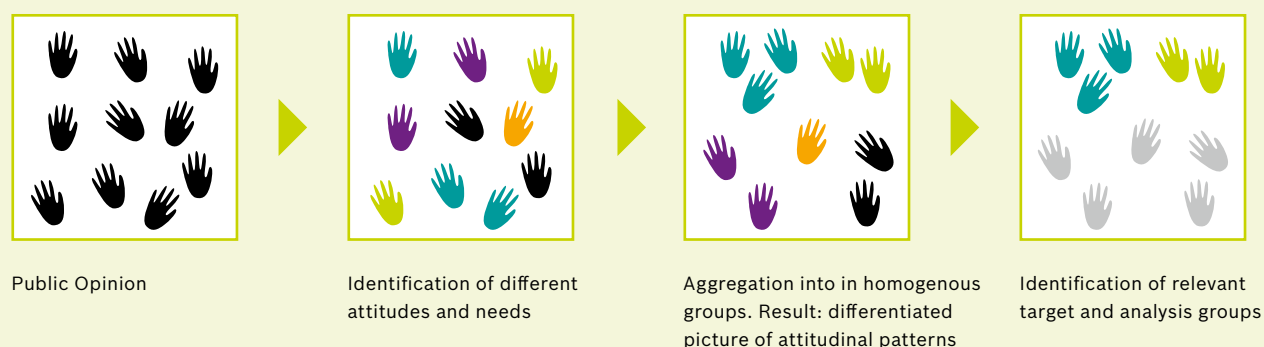 Public Opinion
Identification of different
attitudes and needs
Aggregation into in homogenous
groups. Result: differentiated
picture of attitudinal patterns
Identification of relevant
target and analysis groups